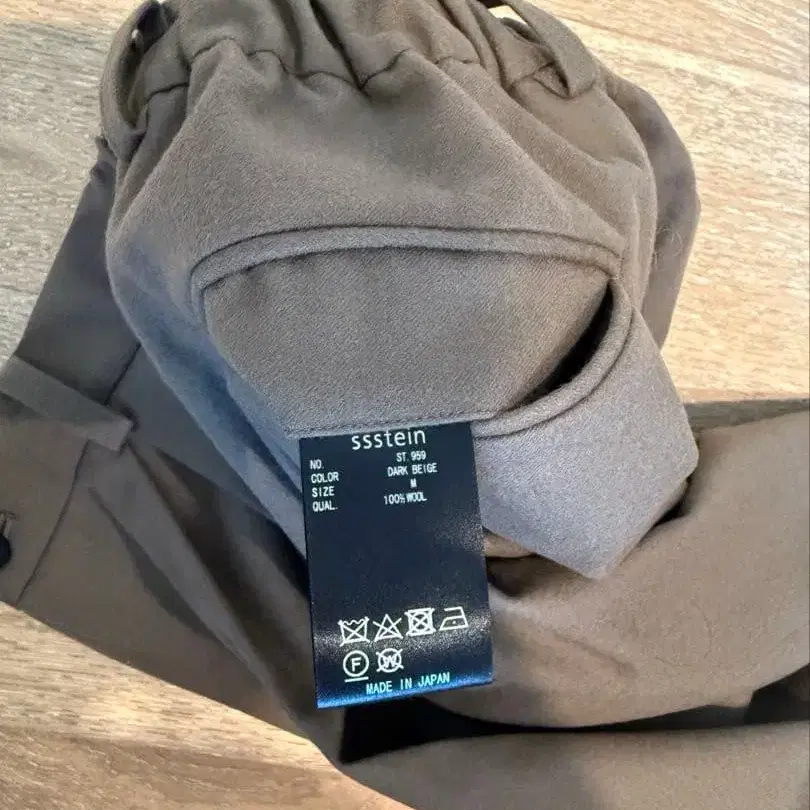 ssstein
NO. ST.959
COLOR DARK BEIGE
SIZE M
QUAL. 100% WOOL
F W
MADE IN JAPAN